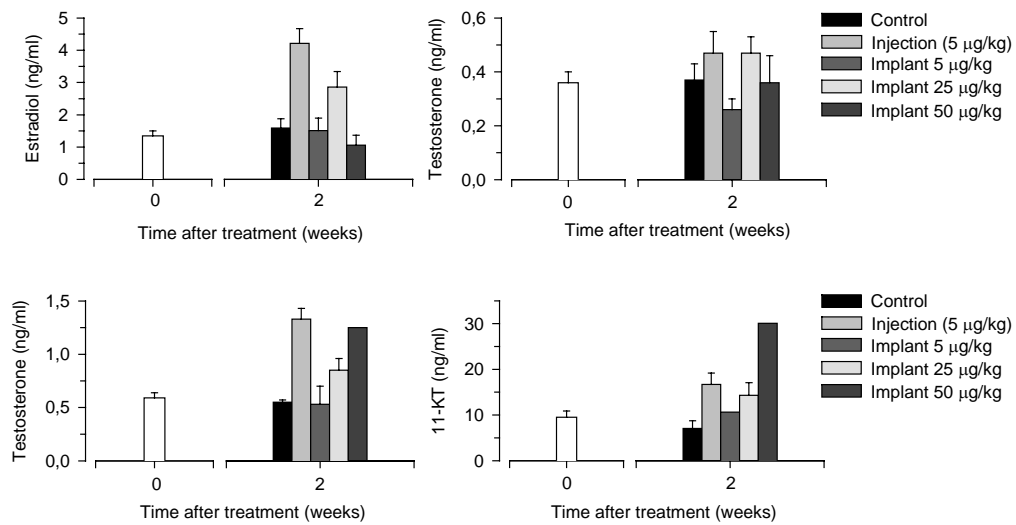 Estradiol (ng/ml)
5
4
3
2
1
0
0
2
Time after treatment (weeks)
Testosterone (ng/ml)
0,6
0,4
0,2
0,0
0
2
Time after treatment (weeks)
Control
Injection (5 µg/kg)
Implant 5 µg/kg
Implant 25 µg/kg
Implant 50 µg/kg
Testosterone (ng/ml)
1,5
1,0
0,5
0,0
0
2
Time after treatment (weeks)
11-KT (ng/ml)
30
20
10
0
0
2
Time after treatment (weeks)
Control
Injection (5 µg/kg)
Implant 5 µg/kg
Implant 25 µg/kg
Implant 50 µg/kg